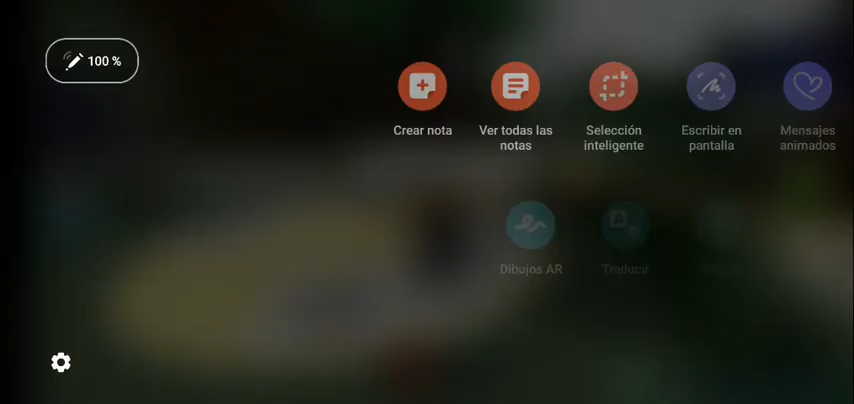 100 %
Crear nota
Ver todas las
notas
Selección
inteligente
Escribir en
pantalla
Mensajes
animados
Dibujos AR
Traducir